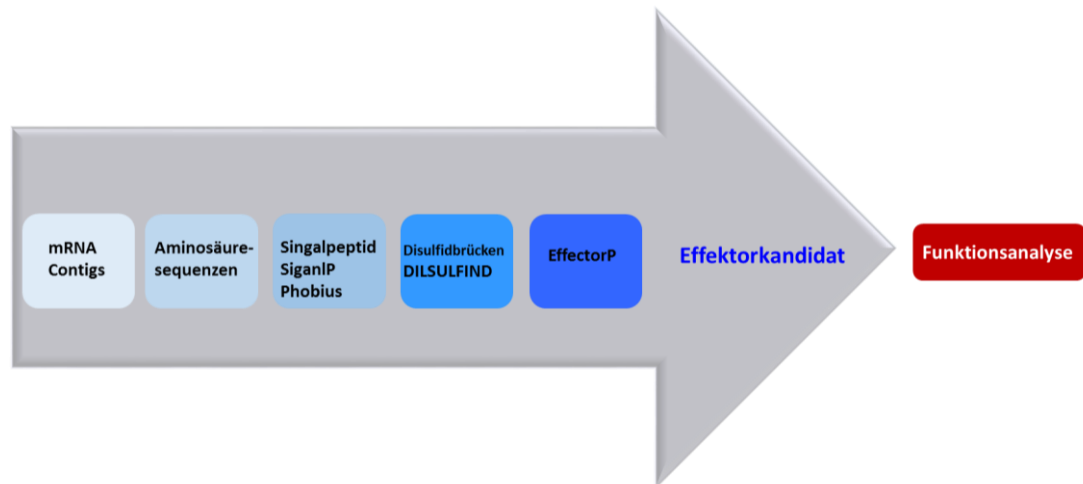 mRNA
Contigs
Aminosäure-
sequenzen
Singalpeptid
SiganlP
Phobius
Disulfidbrücken
DILSULFIND
EffectorP
Effektorkandidat
Funktionsanalyse